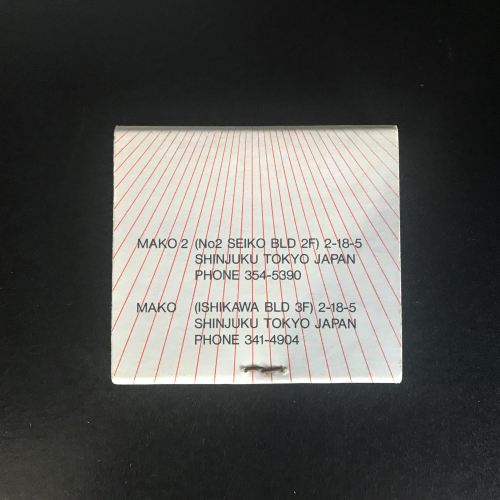 MAKO 2 (No2 SEIKO BLD 2F) 2-18-5
SHINJUKU TOKYO JAPAN
PHONE 354-5390
MAKO (ISHIKAWA BLD 3F) 2-18-5
SHINJUKU TOKYO JAPAN
PHONE 341-4904